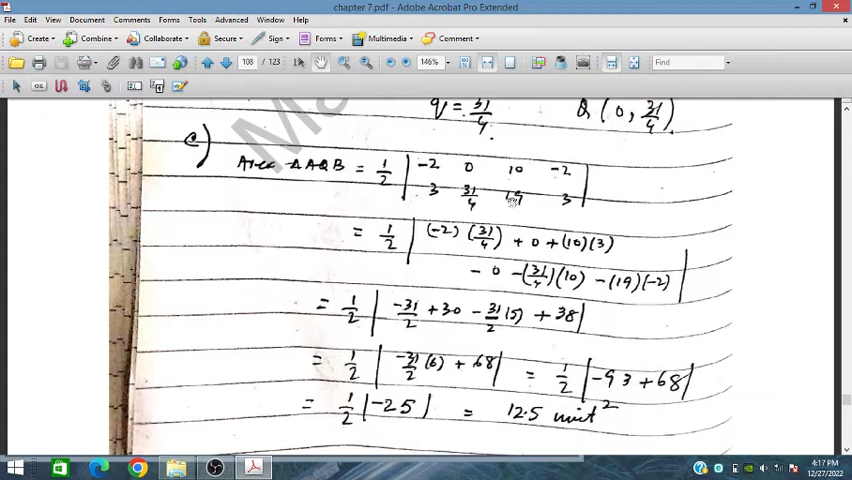 chapter 7.pdf - Adobe Acrobat Pro Extended
File Edit View Document Comments Forms Tools Advanced Window Help
Create Combine Collaborate Secure Sign Forms Multimedia Comment
108 / 123 146% Find
q = 31/4 Q (0, 31/4).
c)
Area △AQB = 1/2 | -2 0 10 -2
3 31/4 19 3 |
= 1/2 | (-2)(31/4) + 0 + (10)(3)
- 0 - (31/4)(10) - (19)(-2) |
= 1/2 | -31/2 + 30 - 31/2 (5) + 38 |
= 1/2 | -31/2 (6) + 68 | = 1/2 | -93 + 68 |
= 1/2 | -25 | = 12.5 unit²
4:17 PM
12/27/2022